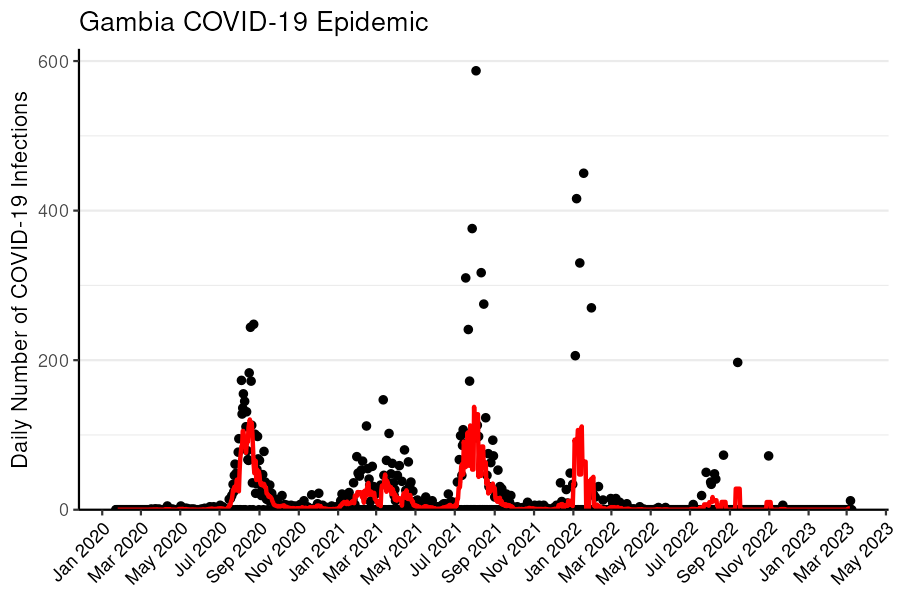 Gambia COVID-19 Epidemic
Daily Number of COVID-19 Infections
600
400
200
0
Jan 2020
Mar 2020
May 2020
Jul 2020
Sep 2020
Nov 2020
Jan 2021
Mar 2021
May 2021
Jul 2021
Sep 2021
Nov 2021
Jan 2022
Mar 2022
May 2022
Jul 2022
Sep 2022
Nov 2022
Jan 2023
Mar 2023
May 2023